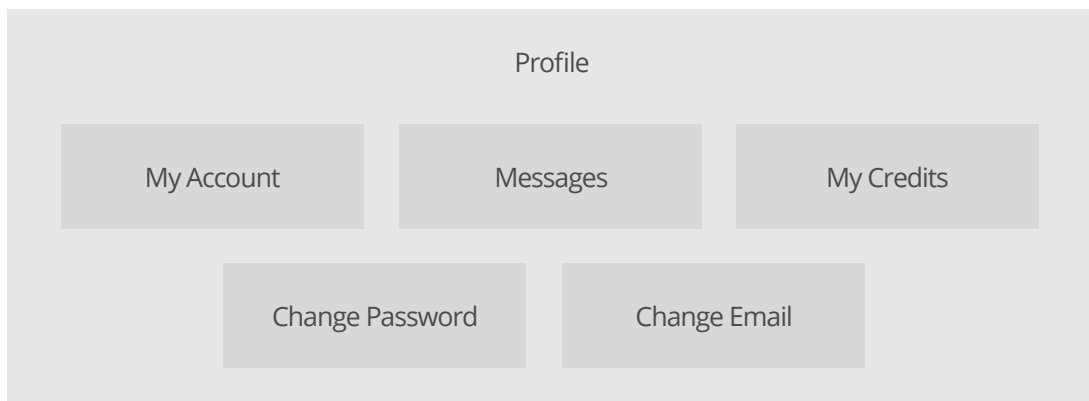 Profile
My Account
Messages
My Credits
Change Password
Change Email